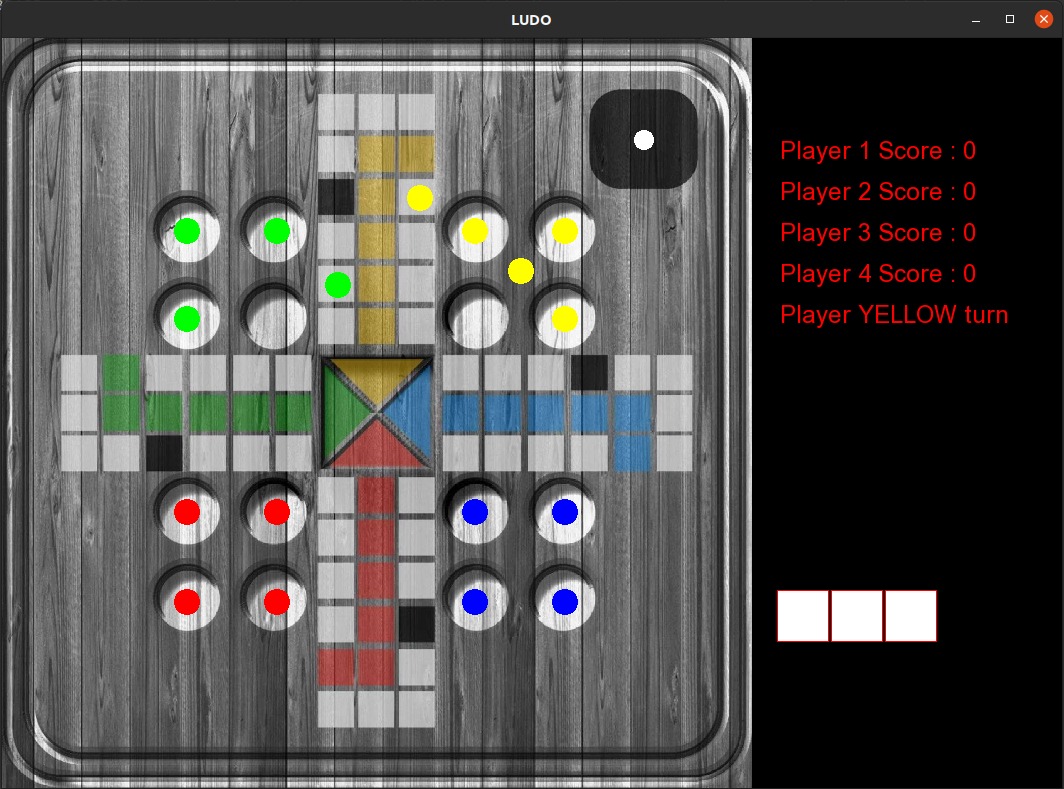 LUDO
Player 1 Score : 0
Player 2 Score : 0
Player 3 Score : 0
Player 4 Score : 0
Player YELLOW turn